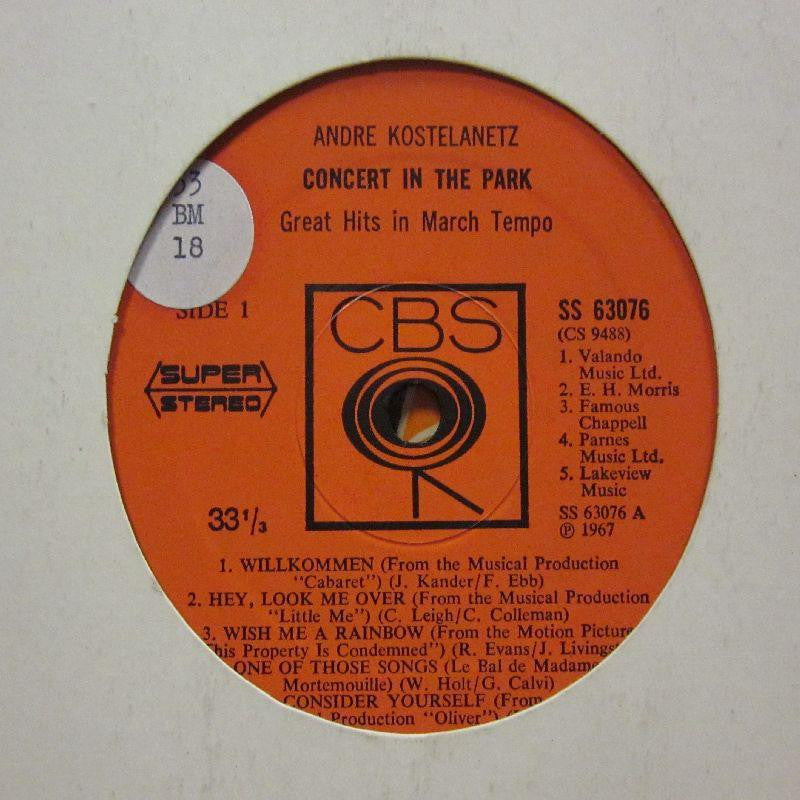 ANDRE KOSTELANETZ
CONCERT IN THE PARK
Great Hits in March Tempo
BM
18
SIDE 1
SUPER
STEREO
33 1/3
CBS
SS 63076
(CS 9488)
1. Valando
Music Ltd.
2. E. H. Morris
3. Famous
Chappell
4. Parnes
Music Ltd.
5. Lakeview
Music
SS 63076 A
℗ 1967
1. WILLKOMMEN (From the Musical Production
"Cabaret") (J. Kander/F. Ebb)
2. HEY, LOOK ME OVER (From the Musical Production
"Little Me") (C. Leigh/C. Colleman)
3. WISH ME A RAINBOW (From the Motion Picture
Property Is Condemned") (R. Evans/J.
ONE OF THOSE SONGS (Le Bal de Madame
Mortemouille) (W. Holt/G. Calvi)
CONSIDER YOURSELF (From
Production "Oliver")